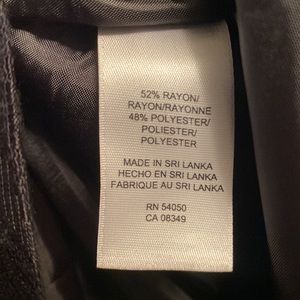 52% RAYON/
RAYON/RAYONNE
48% POLYESTER/
POLIESTER/
POLYESTER
MADE IN SRI LANKA
HECHO EN SRI LANKA
FABRIQUE AU SRI LANKA
RN 54050
CA 08349